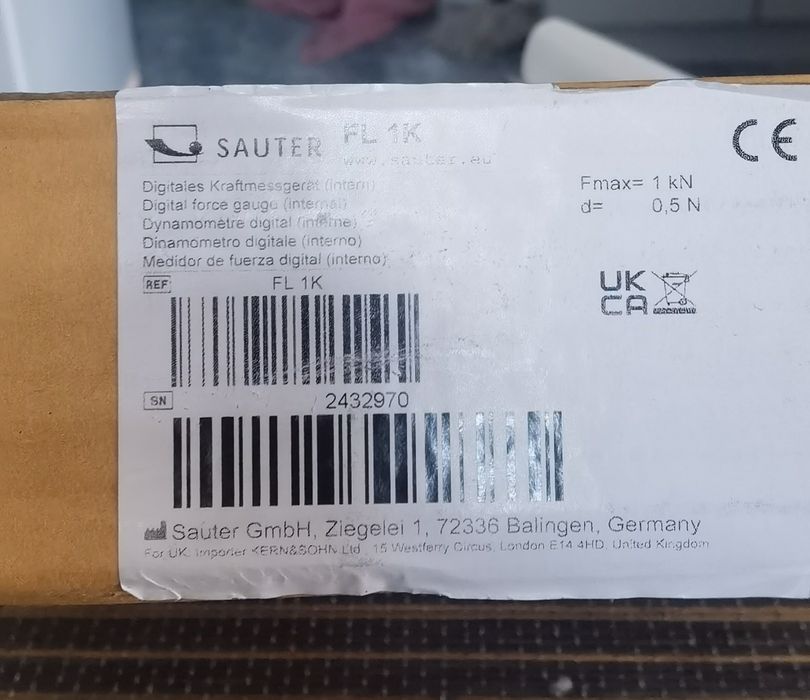 SAUTER FL 1K
www.sauter.eu
CE
Digitales Kraftmessgerät (intern)
Digital force gauge (internal)
Dynamomètre digital (interne)
Dinamometro digitale (interno)
Medidor de fuerza digital (interno)
Fmax= 1 kN
d= 0,5 N
REF FL 1K
UK
CA
SN 2432970
Sauter GmbH, Ziegelei 1, 72336 Balingen, Germany
For UK: Importer KERN&SOHN Ltd., 15 Westferry Circus, London E14 4HD, United Kingdom